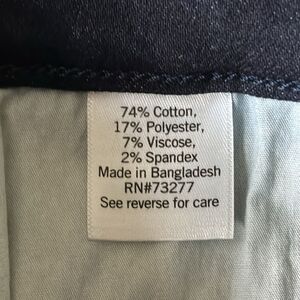 74% Cotton,
17% Polyester,
7% Viscose,
2% Spandex
Made in Bangladesh
RN#73277
See reverse for care